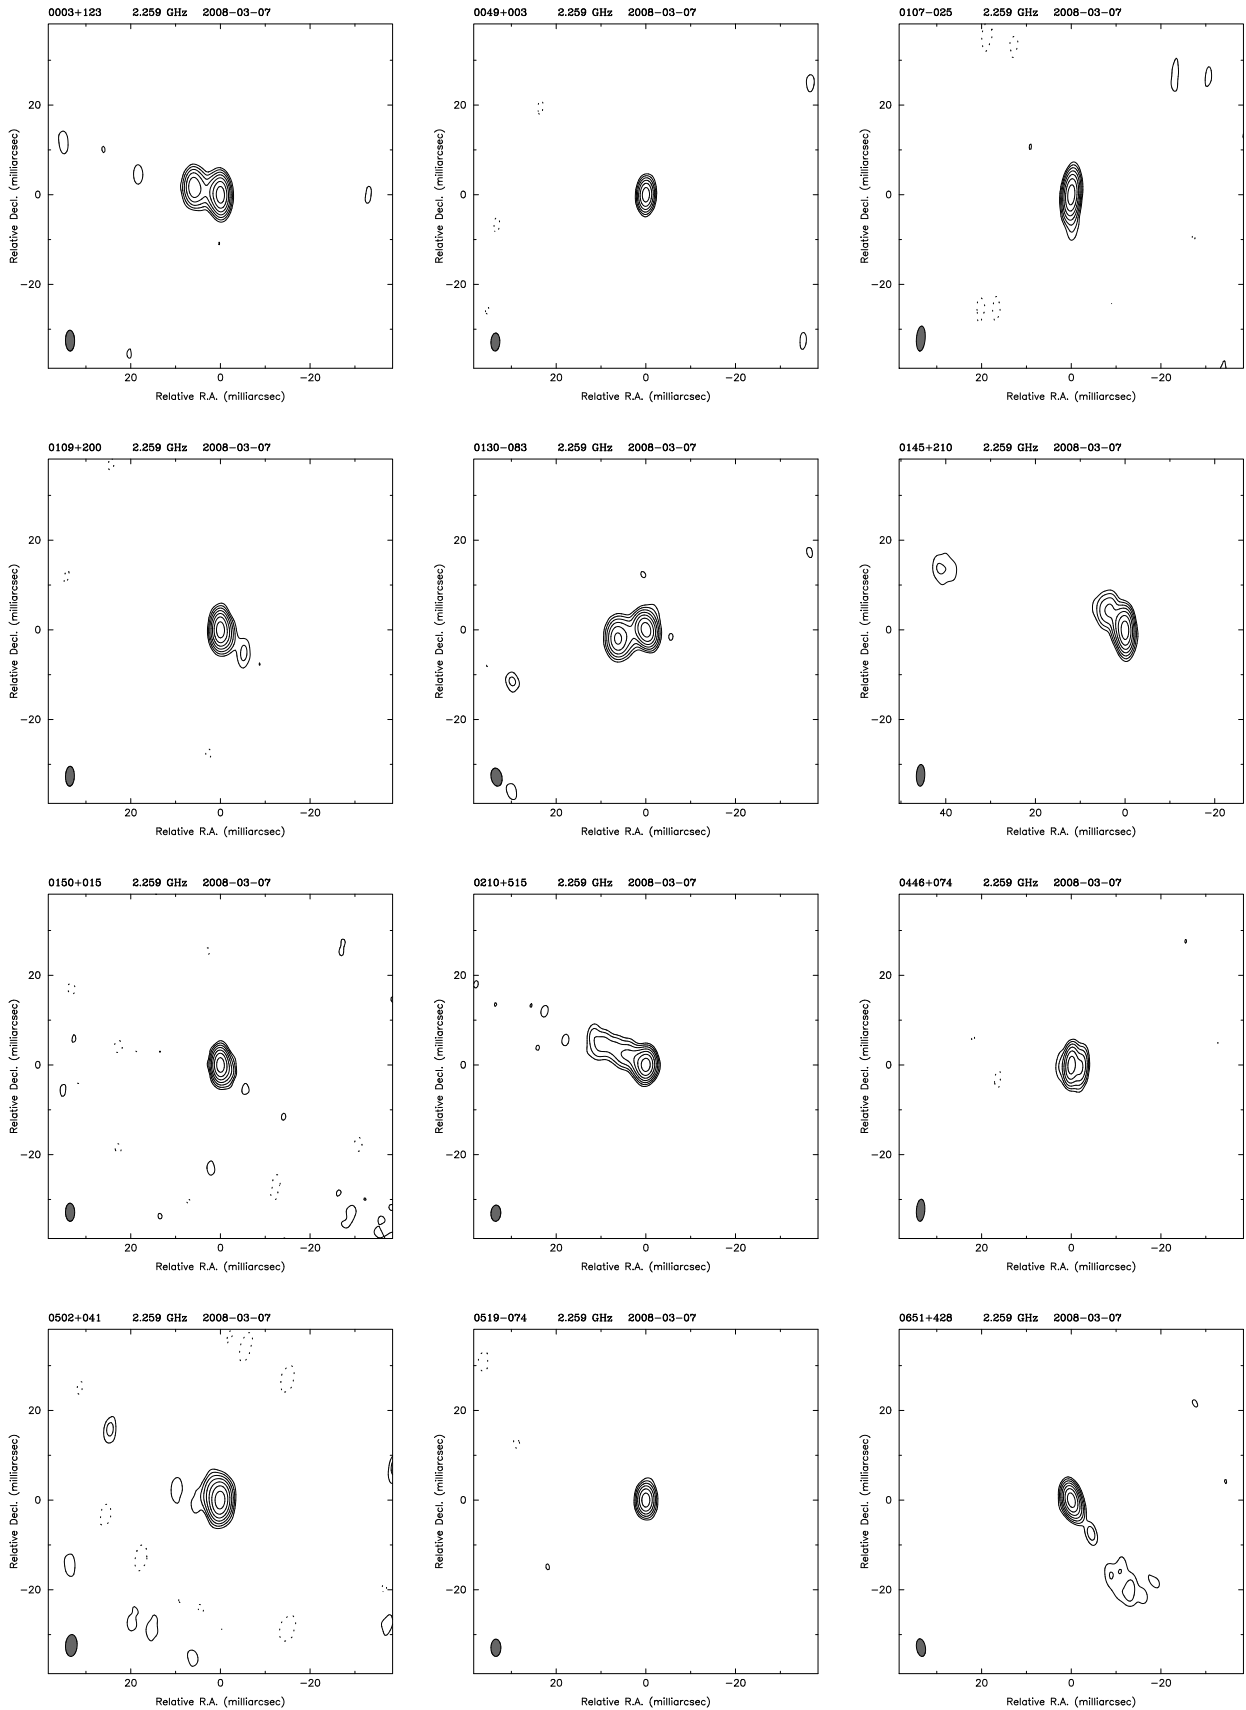 0003+123 2.259 GHz 2008-03-07
0049+003 2.259 GHz 2008-03-07
0107-025 2.259 GHz 2008-03-07
Relative Decl. (milliarcsec)
20
0
-20
Relative Decl. (milliarcsec)
20
0
-20
Relative Decl. (milliarcsec)
20
0
-20
20 0 -20
20 0 -20
20 0 -20
Relative R.A. (milliarcsec)
Relative R.A. (milliarcsec)
Relative R.A. (milliarcsec)
0109+200 2.259 GHz 2008-03-07
0130-083 2.259 GHz 2008-03-07
0145+210 2.259 GHz 2008-03-07
Relative Decl. (milliarcsec)
20
0
-20
Relative Decl. (milliarcsec)
20
0
-20
Relative Decl. (milliarcsec)
20
0
-20
20 0 -20
20 0 -20
40 20 0 -20
Relative R.A. (milliarcsec)
Relative R.A. (milliarcsec)
Relative R.A. (milliarcsec)
0150+015 2.259 GHz 2008-03-07
0210+515 2.259 GHz 2008-03-07
0446+074 2.259 GHz 2008-03-07
Relative Decl. (milliarcsec)
20
0
-20
Relative Decl. (milliarcsec)
20
0
-20
Relative Decl. (milliarcsec)
20
0
-20
20 0 -20
20 0 -20
20 0 -20
Relative R.A. (milliarcsec)
Relative R.A. (milliarcsec)
Relative R.A. (milliarcsec)
0502+041 2.259 GHz 2008-03-07
0519-074 2.259 GHz 2008-03-07
0651+428 2.259 GHz 2008-03-07
Relative Decl. (milliarcsec)
20
0
-20
Relative Decl. (milliarcsec)
20
0
-20
Relative Decl. (milliarcsec)
20
0
-20
20 0 -20
20 0 -20
20 0 -20
Relative R.A. (milliarcsec)
Relative R.A. (milliarcsec)
Relative R.A. (milliarcsec)